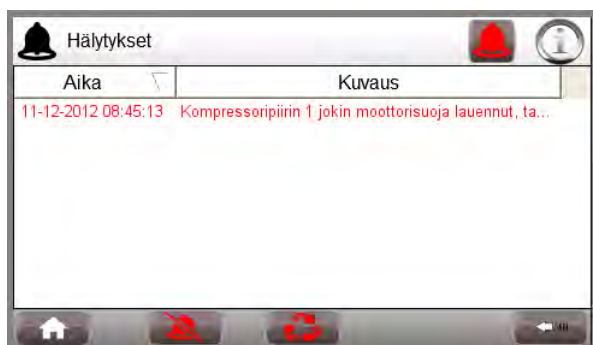 Hälytykset
Aika Kuvaus
11-12-2012 08:45:13 Kompressoripiirin 1 jokin moottorisuoja lauennut, ta...